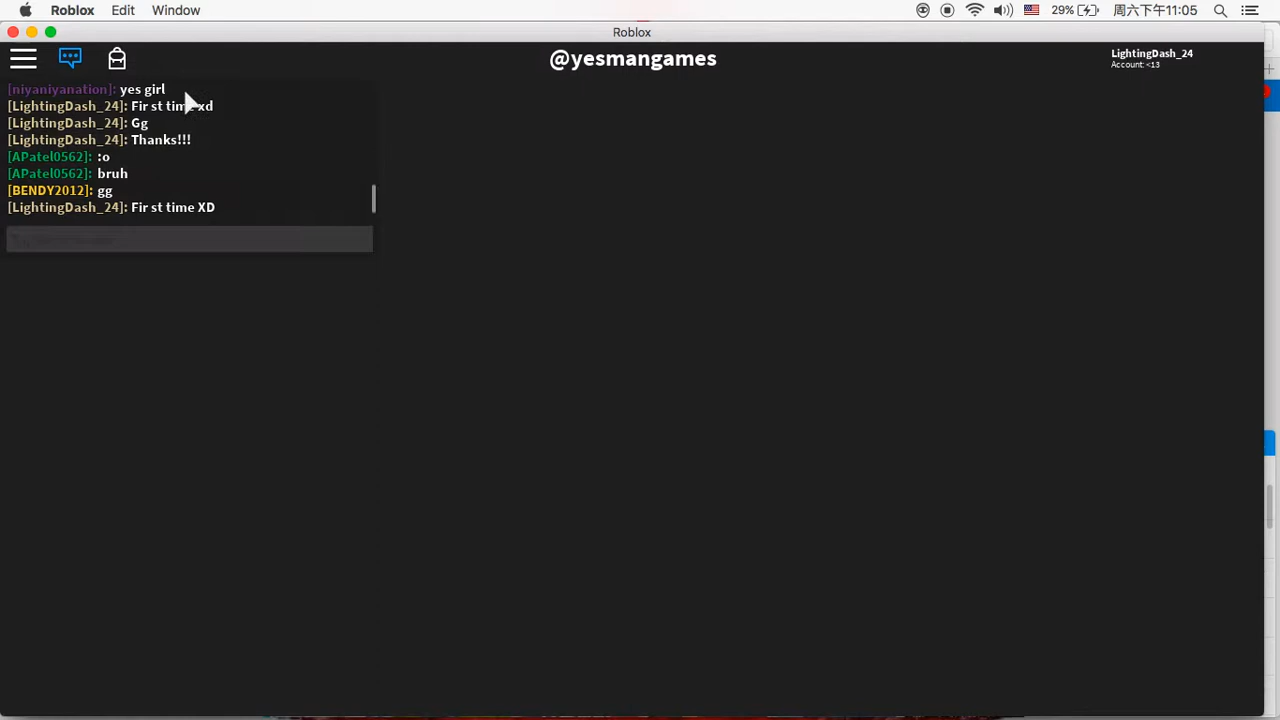 Roblox Edit Window 29% 周六下午11:05
Roblox
@yesmangames
LightingDash_24
Account: <13
[niyaniyanation]: yes girl
[LightingDash_24]: Fir st time xd
[LightingDash_24]: Gg
[LightingDash_24]: Thanks!!!
[APatel0562]: :o
[APatel0562]: bruh
[BENDY2012]: gg
[LightingDash_24]: Fir st time XD